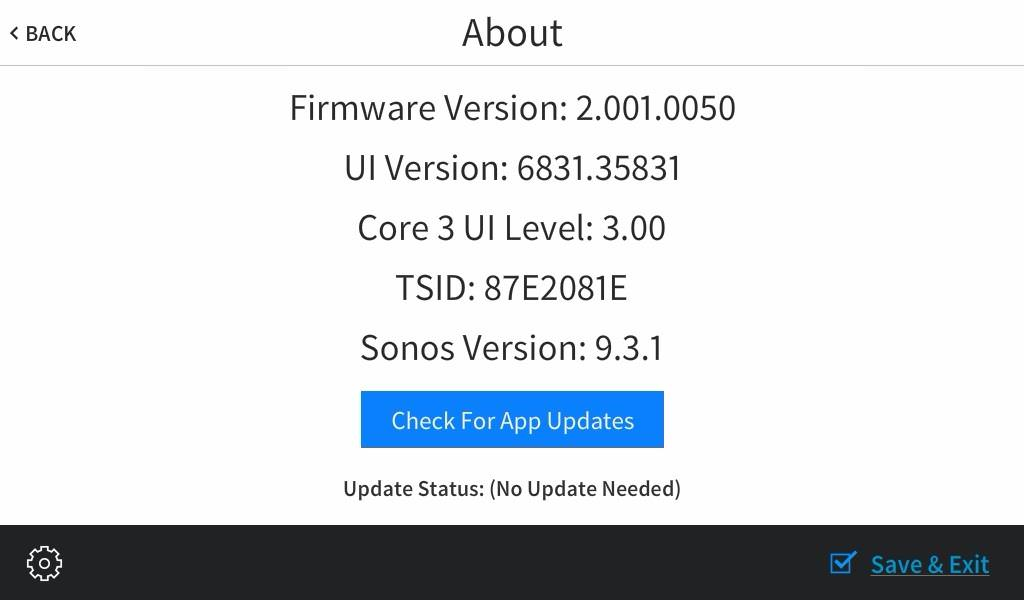 BACK
About
Firmware Version: 2.001.0050
UI Version: 6831.35831
Core 3 UI Level: 3.00
TSID: 87E2081E
Sonos Version: 9.3.1
Check For App Updates
Update Status: (No Update Needed)
Save & Exit